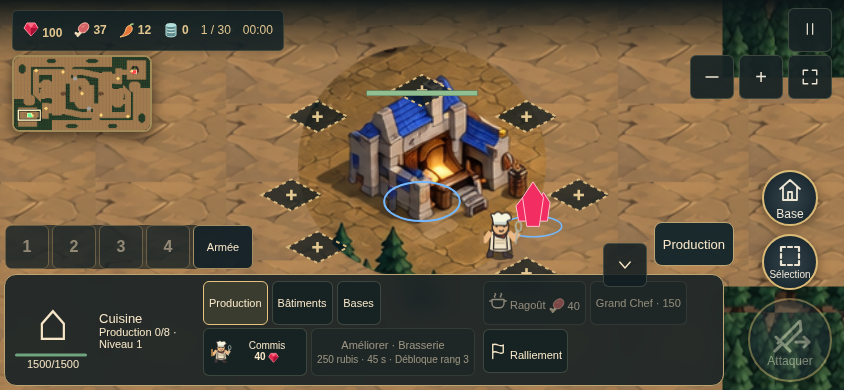 100 37 12 0 1 / 30 00:00
Base
1 2 3 4 Armée
Production
Sélection
Cuisine
Production 0/8 ·
Niveau 1
1500/1500
Production Bâtiments Bases
Ragoût 40
Grand Chef · 150
Commis
40
Améliorer · Brasserie
250 rubis · 45 s · Débloque rang 3
Ralliement
Attaquer